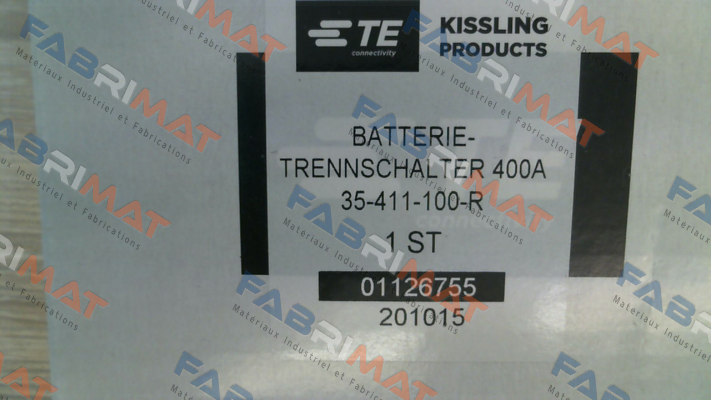 TE
connectivity
KISSLING
PRODUCTS
BATTERIE-
TRENNSCHALTER 400A
35-411-100-R
1 ST
01126755
201015
FABRIMAT
Matériaux Industriel et Fabrications